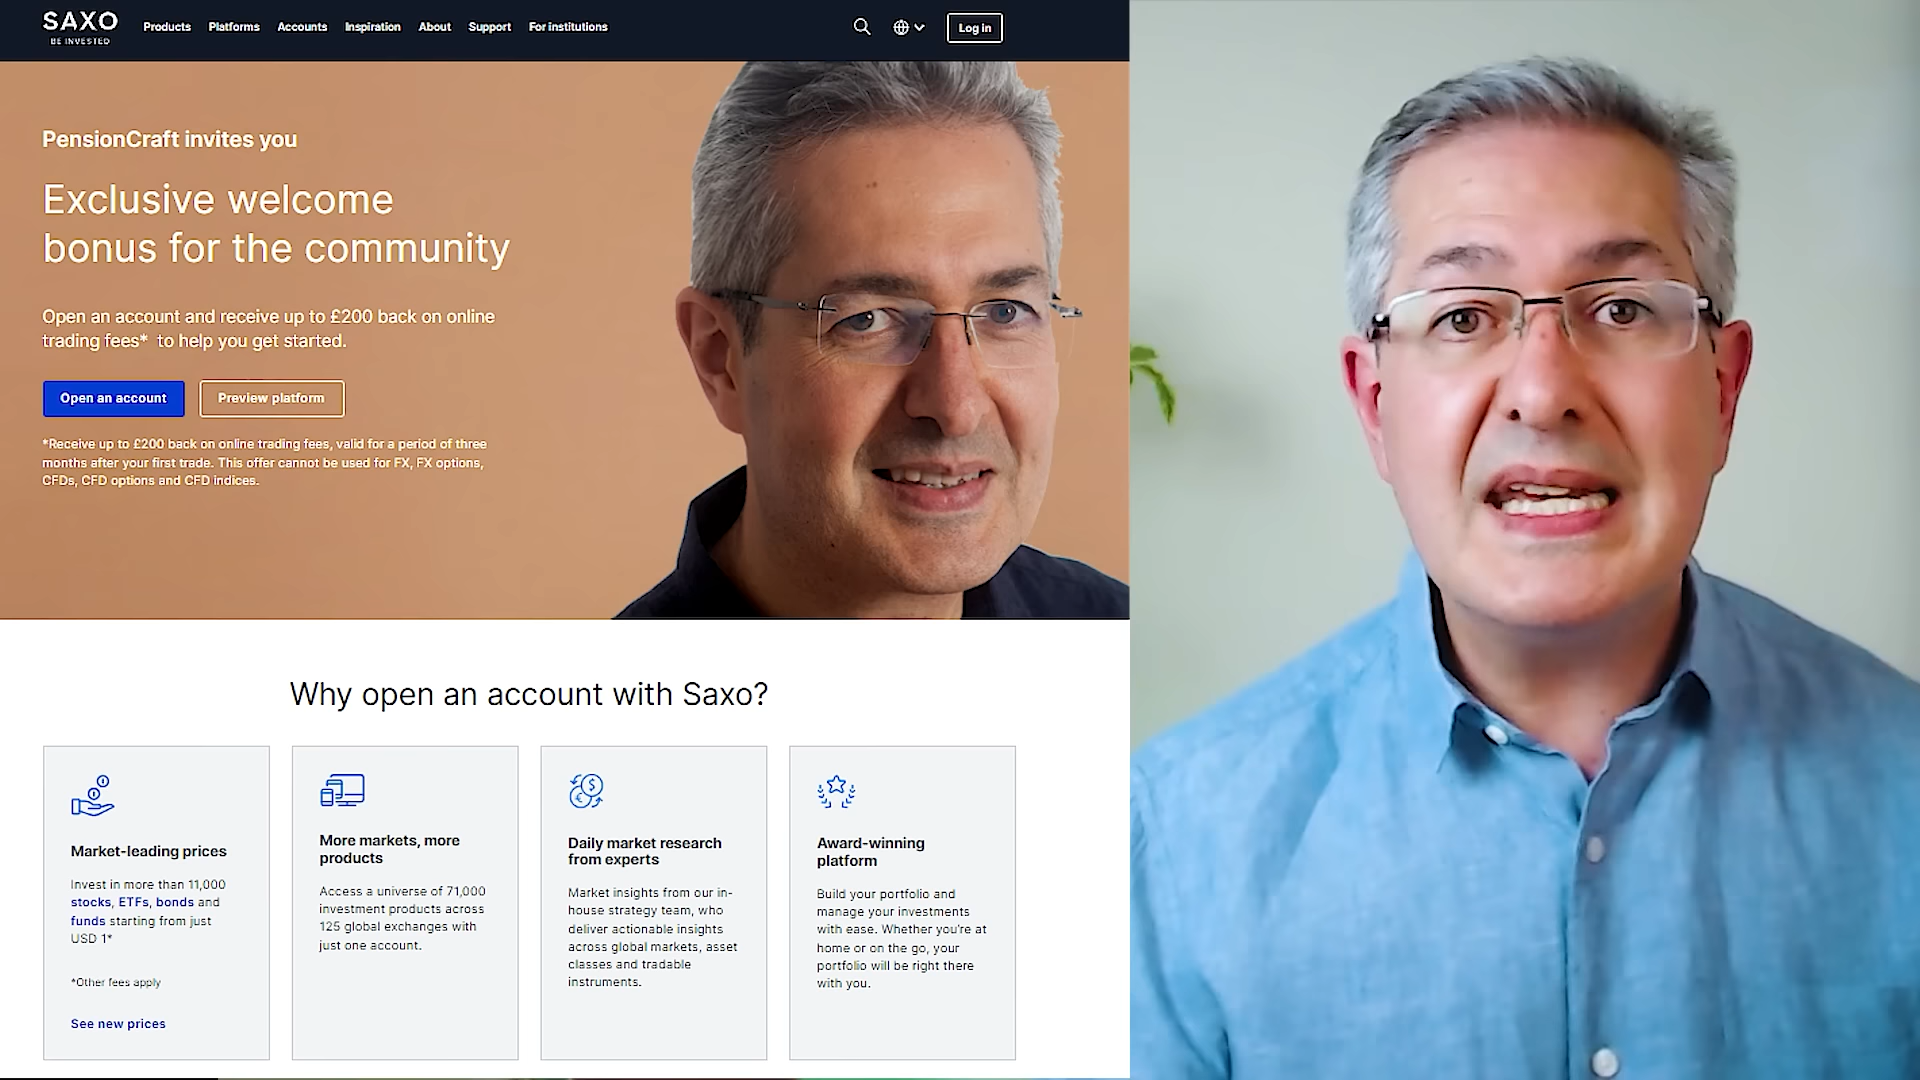 SAXO
BE INVESTED
Products
Platforms
Accounts
Inspiration
About
Support
For institutions
Log in
PensionCraft invites you
Exclusive welcome
bonus for the community
Open an account and receive up to £200 back on online
trading fees* to help you get started.
Open an account
Preview platform
*Receive up to £200 back on online trading fees, valid for a period of three
months after your first trade. This offer cannot be used for FX, FX options,
CFDs, CFD options and CFD indices.
Why open an account with Saxo?
Market-leading prices
Invest in more than 11,000
stocks, ETFs, bonds and
funds starting from just
USD 1*
*Other fees apply
See new prices
More markets, more
products
Access a universe of 71,000
investment products across
125 global exchanges with
just one account.
Daily market research
from experts
Market insights from our in-
house strategy team, who
deliver actionable insights
across global markets, asset
classes and tradable
instruments.
Award-winning
platform
Build your portfolio and
manage your investments
with ease. Whether you're at
home or on the go, your
portfolio will be right there
with you.